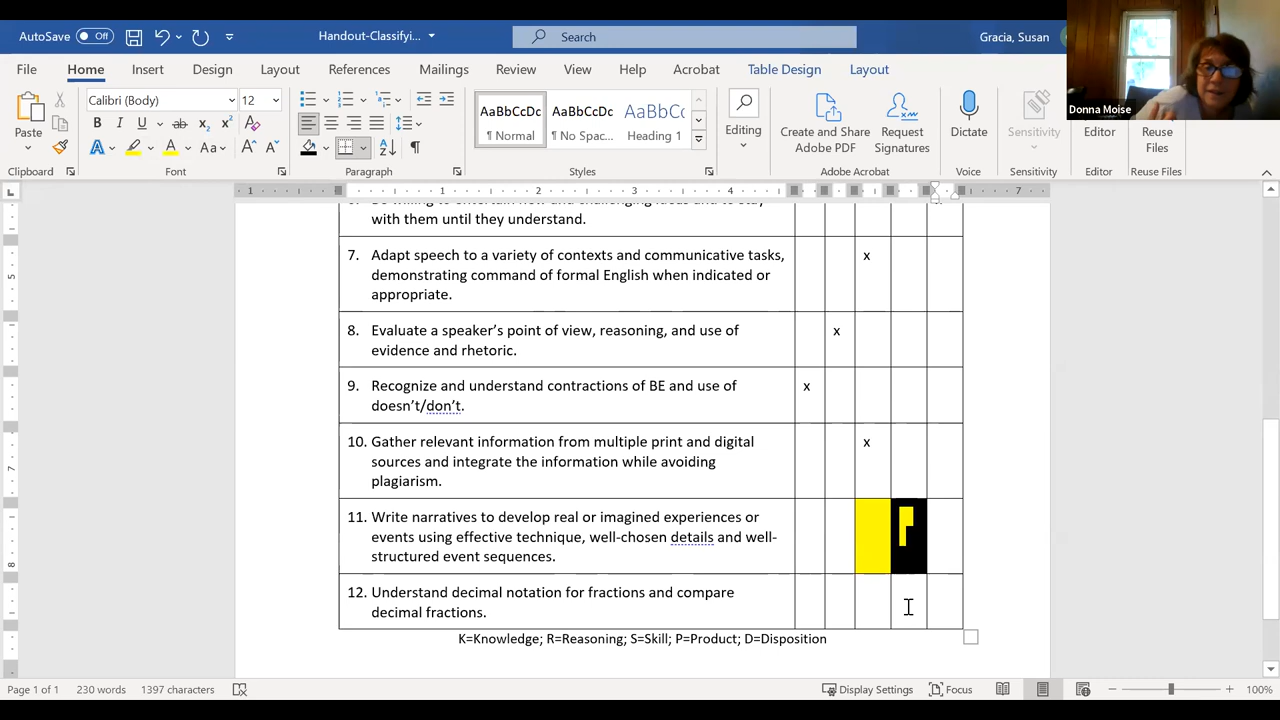 AutoSave Off Handout-Classifyi... Search Gracia, Susan
File Home Insert Design Layout References Mailings Review View Help Acrobat Table Design Layout
Donna Moise
Calibri (Body) 12
AaBbCcDc AaBbCcDc AaBbCc
¶ Normal ¶ No Spac... Heading 1
Paste Editing Create and Share Adobe PDF Request Signatures Dictate Sensitivity Editor Reuse Files
Clipboard Font Paragraph Styles Adobe Acrobat Voice Sensitivity Editor Reuse Files
1 1 2 3 4 7
with them until they understand.
7. Adapt speech to a variety of contexts and communicative tasks, x
demonstrating command of formal English when indicated or
appropriate.
8. Evaluate a speaker's point of view, reasoning, and use of x
evidence and rhetoric.
9. Recognize and understand contractions of BE and use of x
doesn't/don't.
10. Gather relevant information from multiple print and digital x
sources and integrate the information while avoiding
plagiarism.
11. Write narratives to develop real or imagined experiences or
events using effective technique, well-chosen details and well-
structured event sequences.
12. Understand decimal notation for fractions and compare
decimal fractions.
K=Knowledge; R=Reasoning; S=Skill; P=Product; D=Disposition
Page 1 of 1 230 words 1397 characters Display Settings Focus 100%